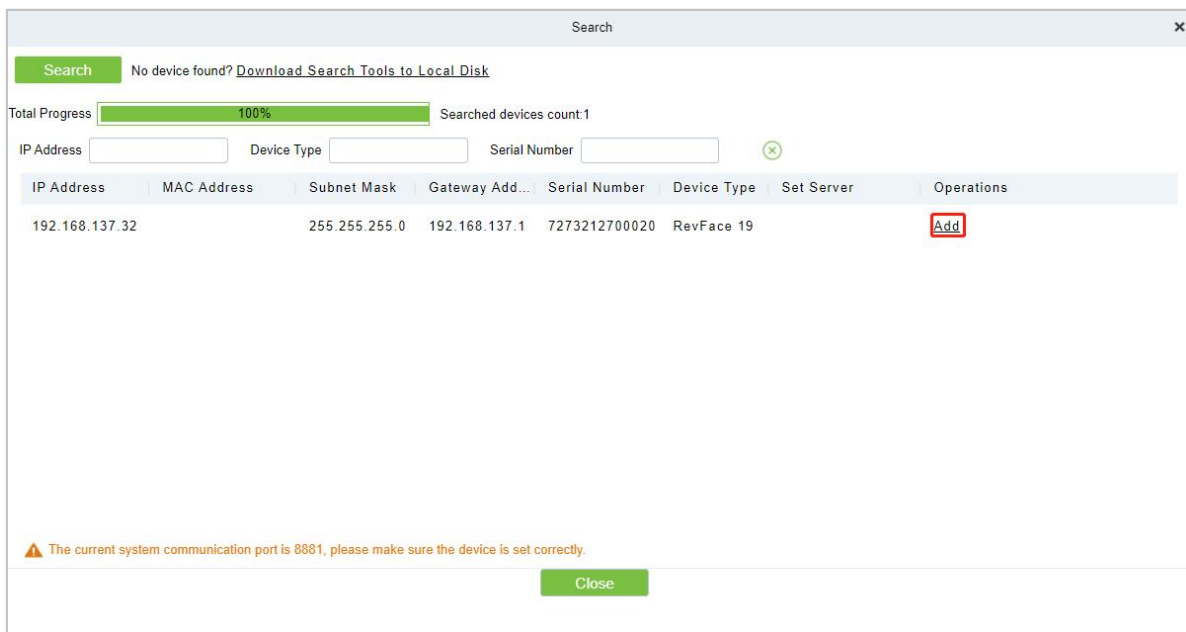 Search
Search No device found? Download Search Tools to Local Disk
Total Progress 100% Searched devices count:1
IP Address Device Type Serial Number
IP Address MAC Address Subnet Mask Gateway Add... Serial Number Device Type Set Server Operations
192.168.137.32 255.255.255.0 192.168.137.1 7273212700020 RevFace 19 Add
The current system communication port is 8881, please make sure the device is set correctly.
Close